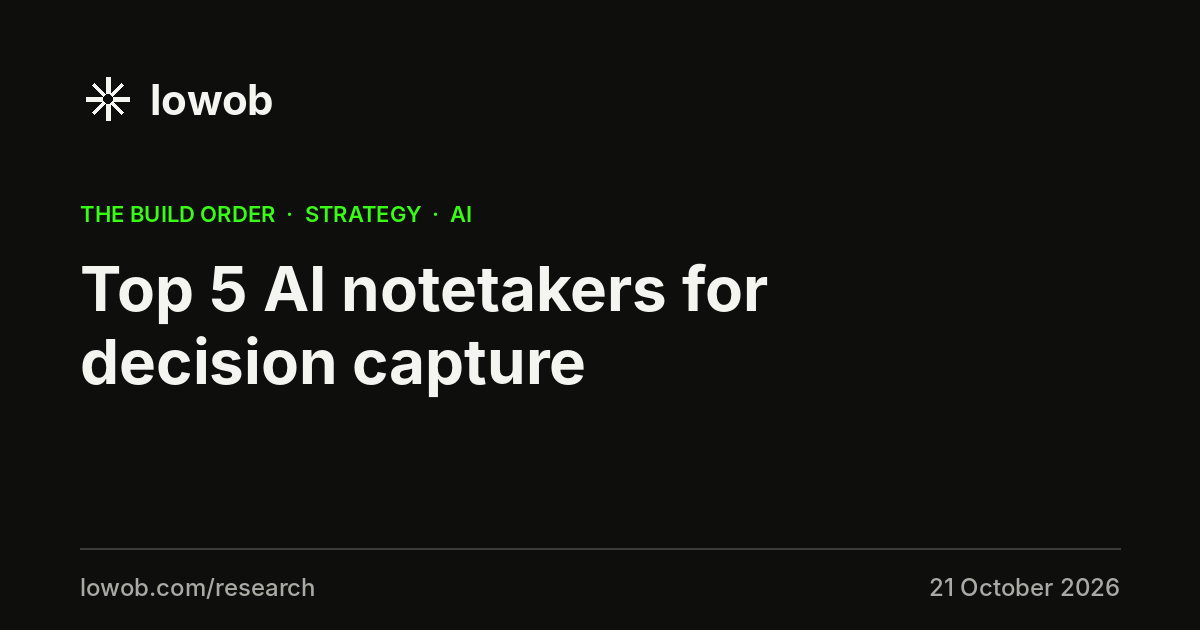 lowob
THE BUILD ORDER · STRATEGY · AI
Top 5 AI notetakers for
decision capture
lowob.com/research
21 October 2026